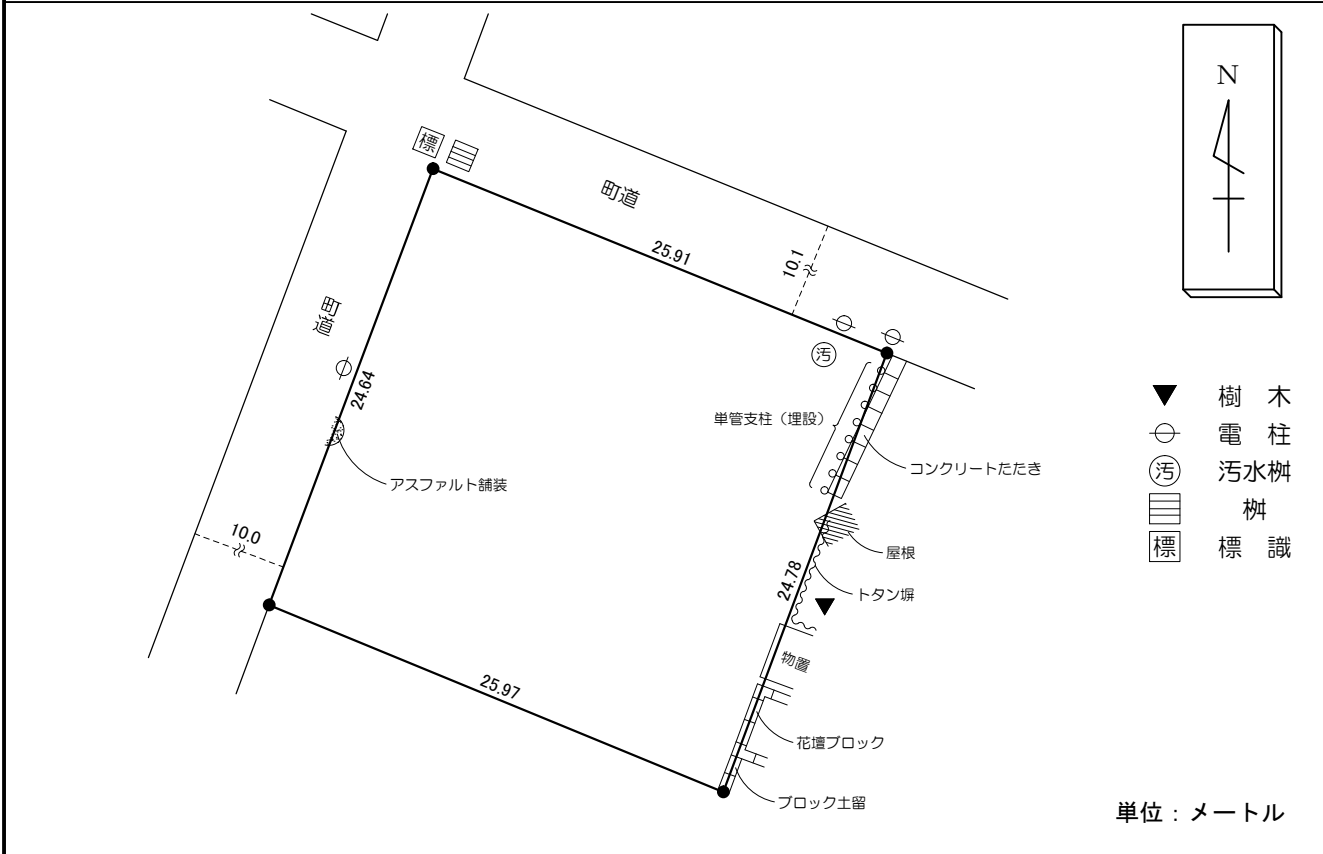 N
標
町道
25.91
10.1
町道
24.64
汚
単管支柱（埋設）
コンクリートたたき
アスファルト舗装
10.0
屋根
トタン塀
24.78
物置
25.97
花壇ブロック
ブロック土留
樹 木
電 柱
汚 汚水桝
桝
標 標 識
単位：メートル